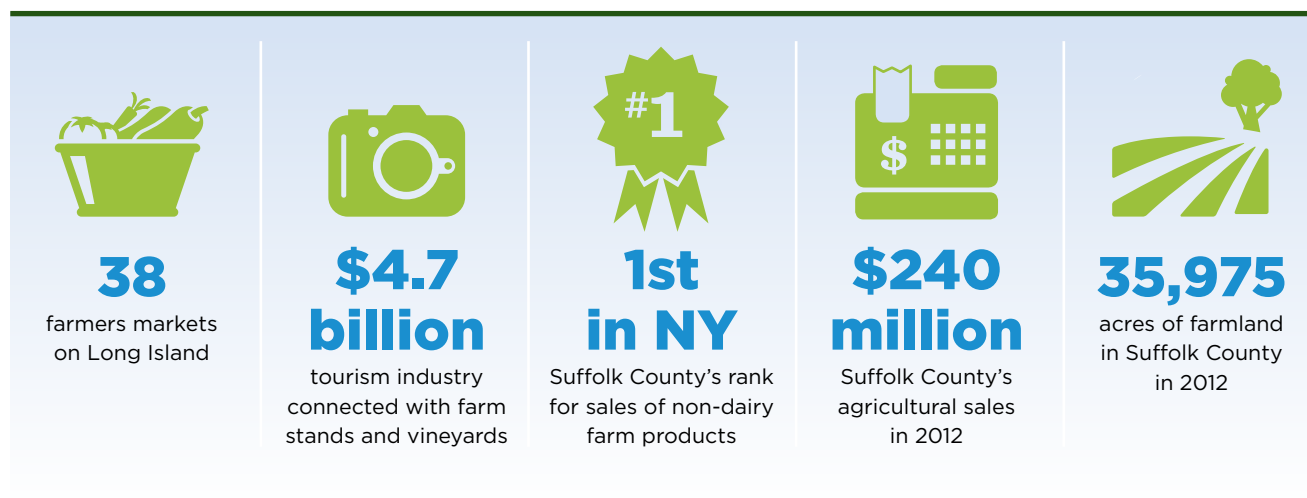 38
farmers markets
on Long Island
$4.7
billion
tourism industry
connected with farm
stands and vineyards
#1
1st
in NY
Suffolk County's rank
for sales of non-dairy
farm products
$
$240
million
Suffolk County's
agricultural sales
in 2012
35,975
acres of farmland
in Suffolk County
in 2012